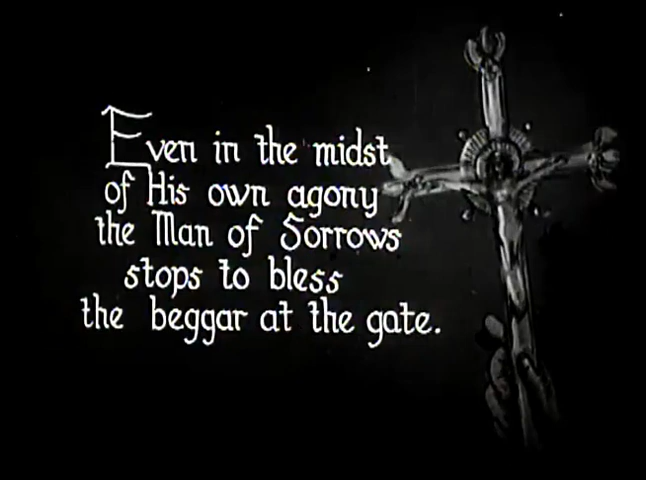 Even in the midst
of His own agony
the Man of Sorrows
stops to bless
the beggar at the gate.